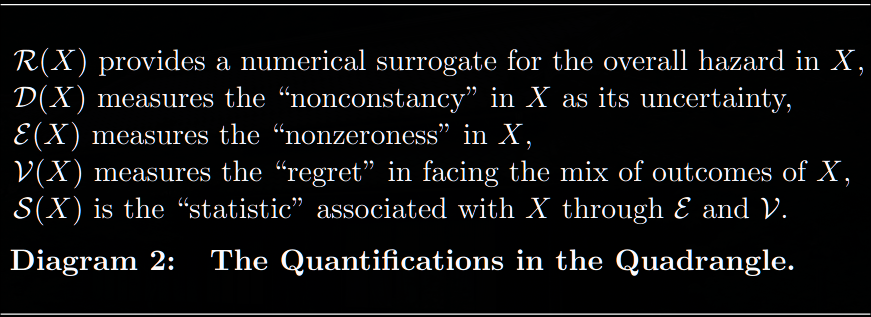 ℛ(X) provides a numerical surrogate for the overall hazard in X,
𝒟(X) measures the “nonconstancy” in X as its uncertainty,
ℰ(X) measures the “nonzeroness” in X,
𝒱(X) measures the “regret” in facing the mix of outcomes of X,
𝒮(X) is the “statistic” associated with X through ℰ and 𝒱.
Diagram 2: The Quantifications in the Quadrangle.